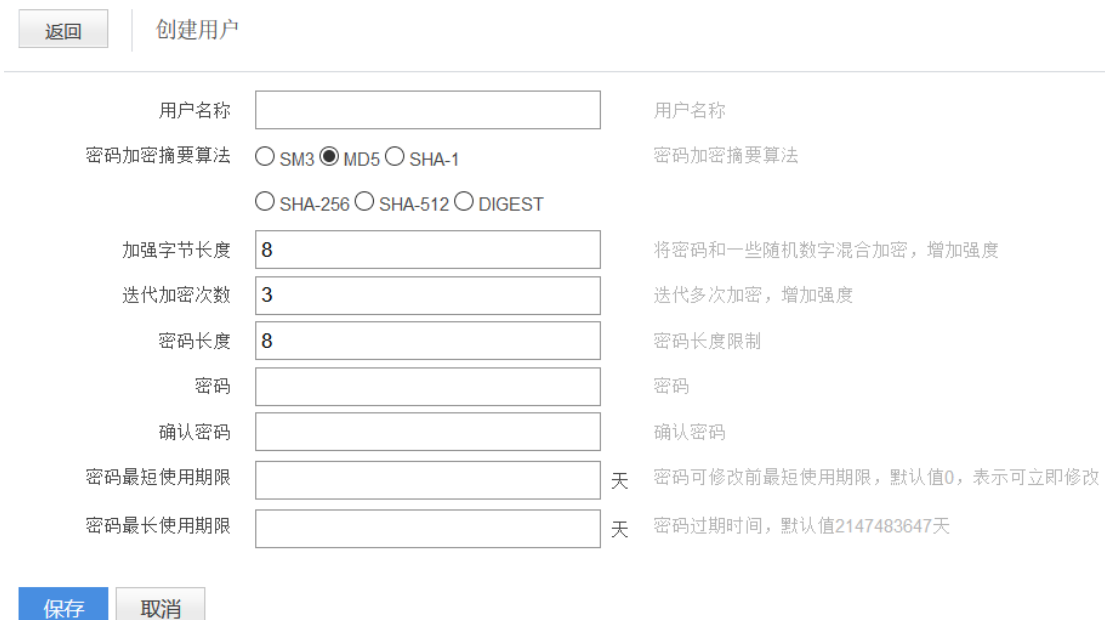 返回 创建用户
用户名称 用户名称
密码加密摘要算法 SM3 MD5 SHA-1 密码加密摘要算法
SHA-256 SHA-512 DIGEST
加强字节长度 8 将密码和一些随机数字混合加密，增加强度
迭代加密次数 3 迭代多次加密，增加强度
密码长度 8 密码长度限制
密码 密码
确认密码 确认密码
密码最短使用期限 天 密码可修改前最短使用期限，默认值0，表示可立即修改
密码最长使用期限 天 密码过期时间，默认值2147483647天
保存 取消